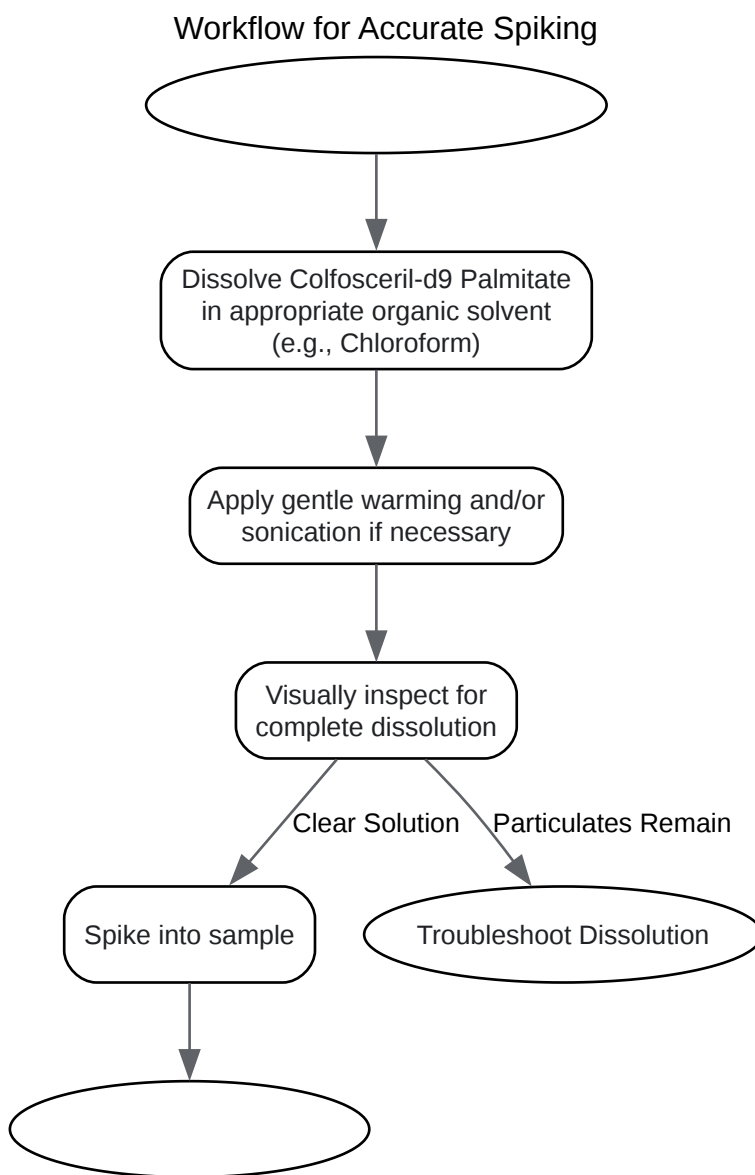 Workflow for Accurate Spiking
Dissolve Colfosceril-d9 Palmitate
in appropriate organic solvent
(e.g., Chloroform)
Apply gentle warming and/or
sonication if necessary
Visually inspect for
complete dissolution
Clear Solution
Particulates Remain
Spike into sample
Troubleshoot Dissolution